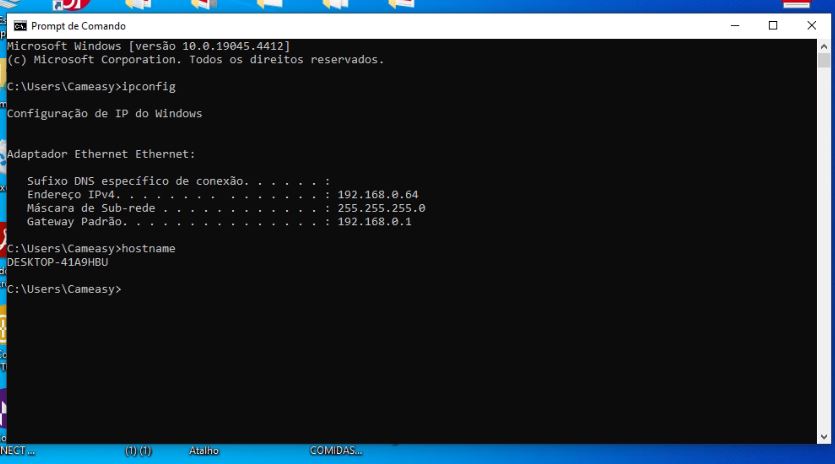 Prompt de Comando
Microsoft Windows [versão 10.0.19045.4412]
(c) Microsoft Corporation. Todos os direitos reservados.
C:\Users\Cameasy>ipconfig
Configuração de IP do Windows
Adaptador Ethernet Ethernet:
Sufixo DNS específico de conexão. . . . . . :
Endereço IPv4. . . . . . . . . . . . . . . : 192.168.0.64
Máscara de Sub-rede . . . . . . . . . . . . : 255.255.255.0
Gateway Padrão. . . . . . . . . . . . . . . : 192.168.0.1
C:\Users\Cameasy>hostname
DESKTOP-41A9HBU
C:\Users\Cameasy>
NECT... (1) (1) Atalho COMIDAS...